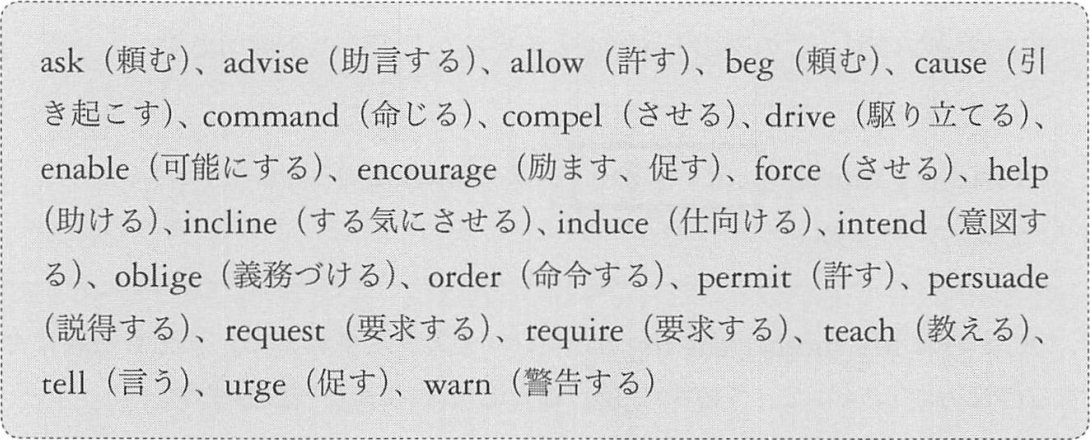 ask（頼む）、advise（助言する）、allow（許す）、beg（頼む）、cause（引
き起こす）、command（命じる）、compel（させる）、drive（駆り立てる）、
enable（可能にする）、encourage（励ます、促す）、force（させる）、help
（助ける）、incline（する気にさせる）、induce（仕向ける）、intend（意図す
る）、oblige（義務づける）、order（命令する）、permit（許す）、persuade
（説得する）、request（要求する）、require（要求する）、teach（教える）、
tell（言う）、urge（促す）、warn（警告する）